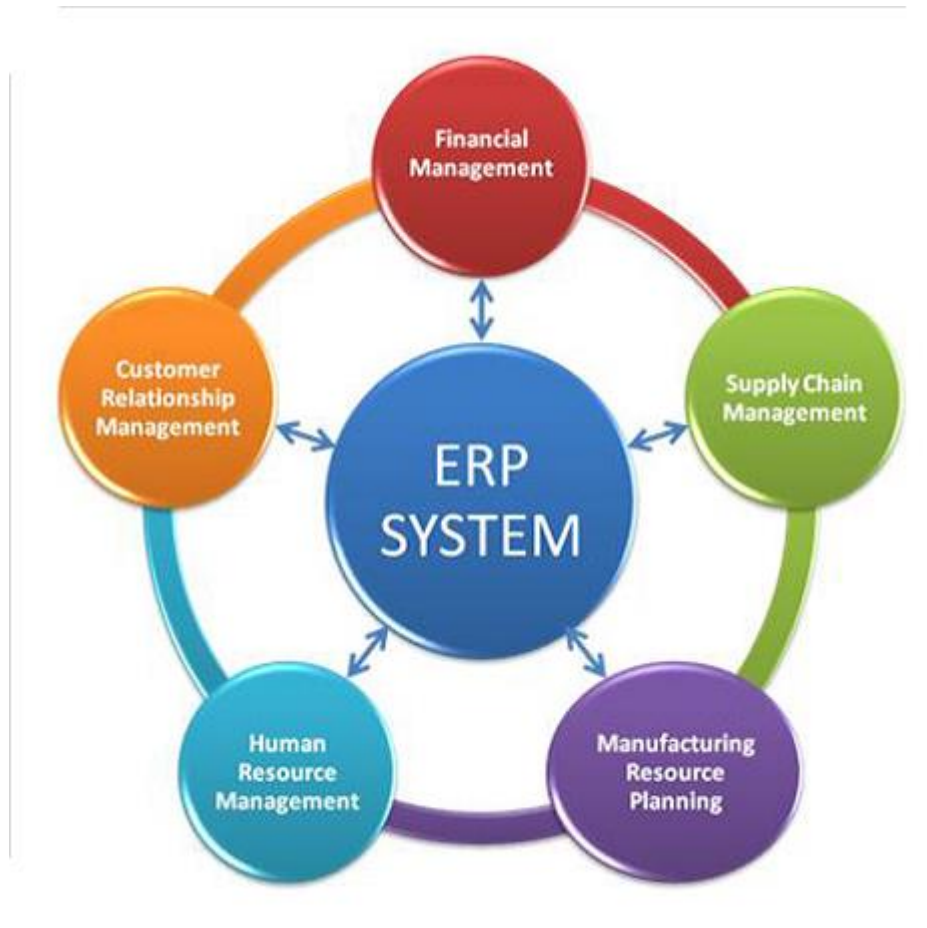 Financial
Management
Customer
Relationship
Management
Supply Chain
Management
ERP
SYSTEM
Human
Resource
Management
Manufacturing
Resource
Planning